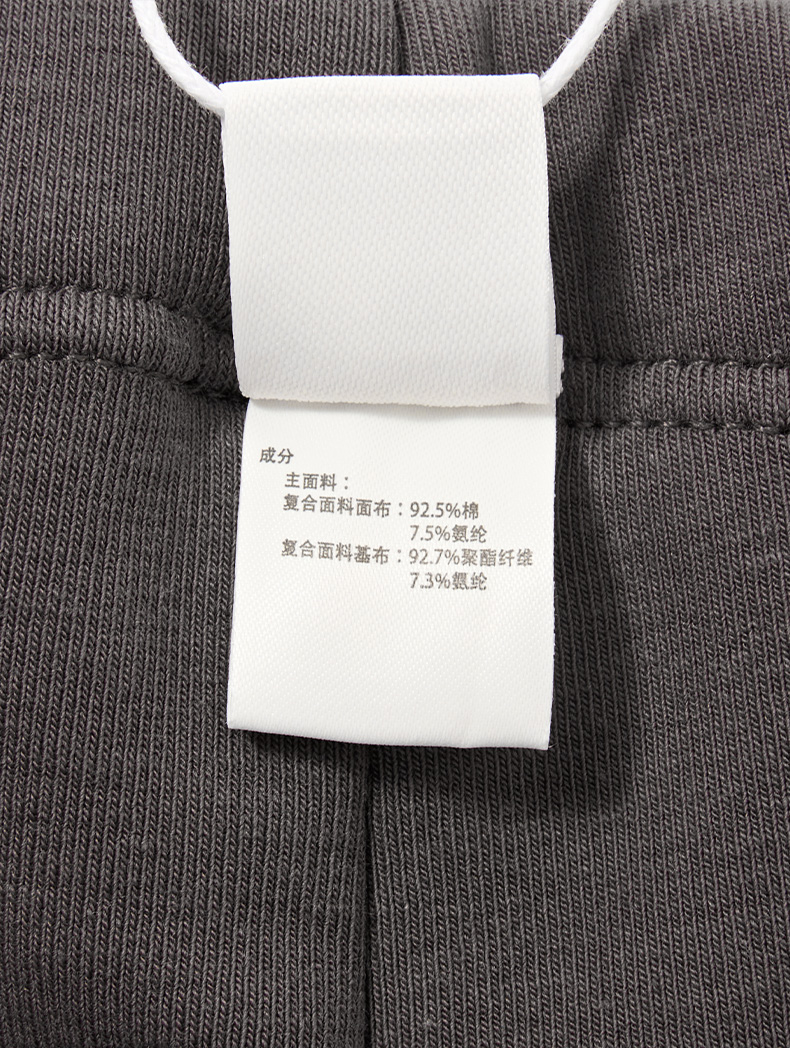 成分
主面料：
复合面料面布：92.5%棉
7.5%氨纶
复合面料基布：92.7%聚酯纤维
7.3%氨纶